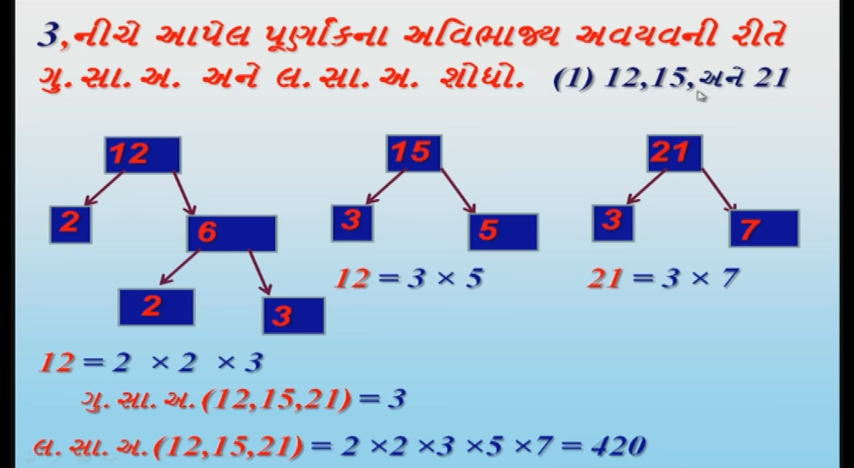 3,નીચે આપેલ પૂર્ણાંકના અવિભાજ્ય અવયવની રીતે
ગુ. સા. અ. અને લ. સા. અ. શોધો. (1) 12,15,અને 21
12 15 21
2 6 3 5 3 7
12 = 3 × 5 21 = 3 × 7
2 3
12 = 2 × 2 × 3
ગુ. સા. અ. (12,15,21) = 3
લ. સા. અ. (12,15,21) = 2 ×2 ×3 ×5 ×7 = 420